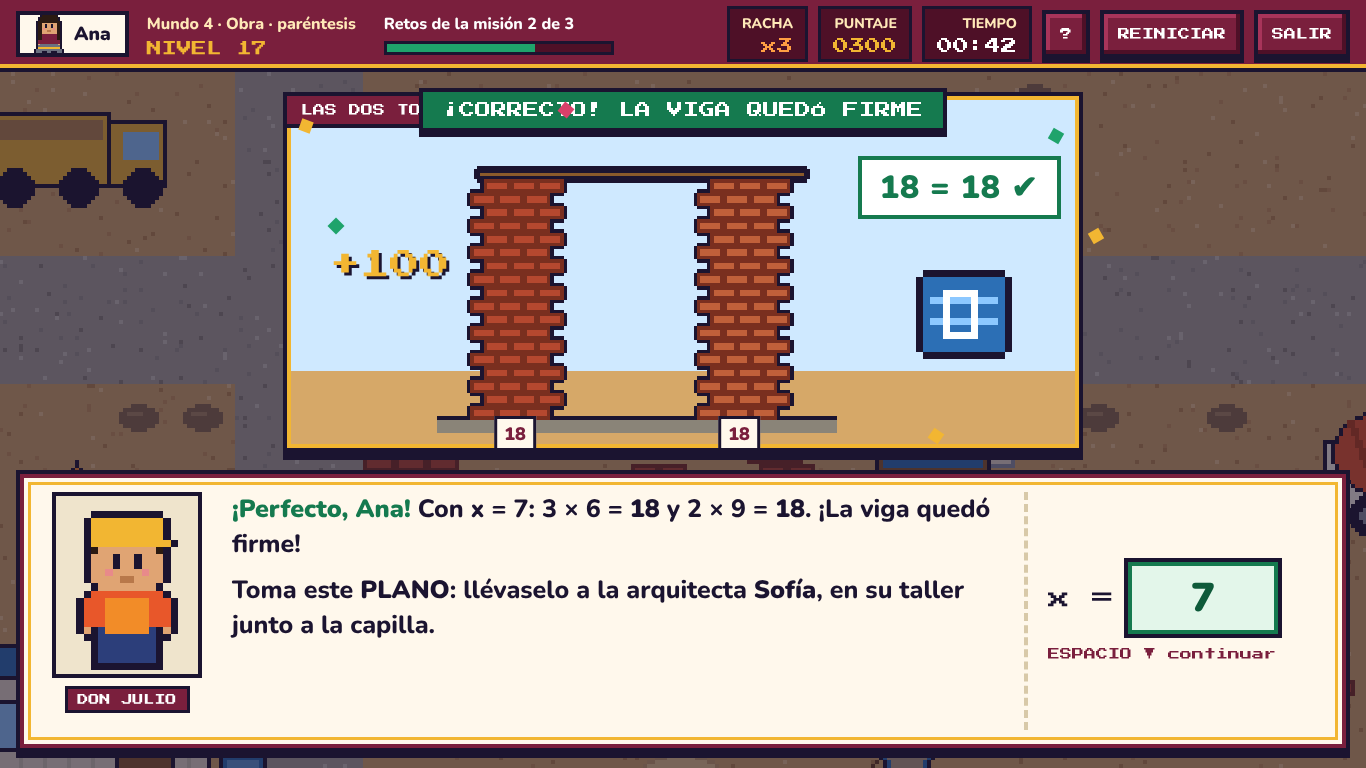 Ana
Mundo 4 · Obra · paréntesis
NIVEL 17
Retos de la misión 2 de 3
RACHA
x3
PUNTAJE
0300
TIEMPO
00:42
?
REINICIAR
SALIR
LAS DOS TO
¡CORRECTO! LA VIGA QUEDó FIRME
18 = 18 ✔
+100
18
18
¡Perfecto, Ana! Con x = 7: 3 × 6 = 18 y 2 × 9 = 18. ¡La viga quedó
firme!
Toma este PLANO: llévaselo a la arquitecta Sofía, en su taller
junto a la capilla.
DON JULIO
x = 7
ESPACIO ▼ continuar